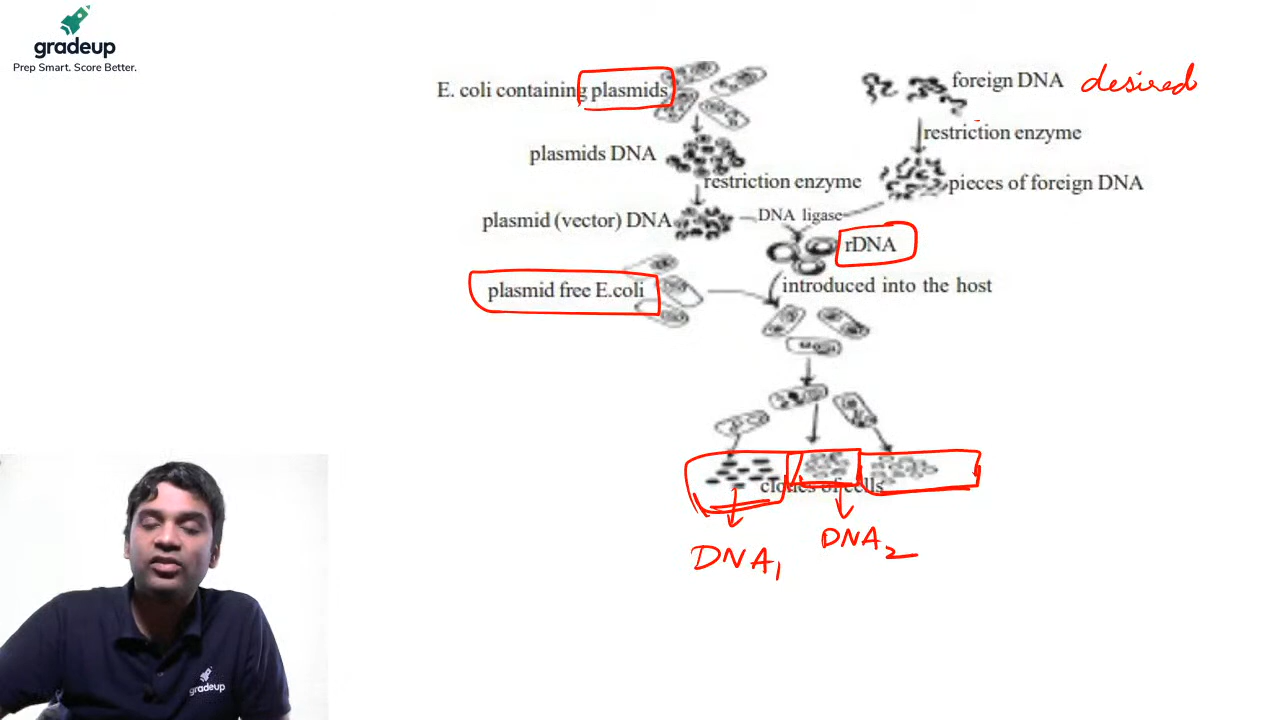 gradeup
Prep Smart. Score Better.
E. coli containing plasmids
foreign DNA desired
restriction enzyme
plasmids DNA
restriction enzyme
pieces of foreign DNA
plasmid (vector) DNA
DNA ligase
rDNA
plasmid free E.coli
introduced into the host
clones of cells
DNA1
DNA2
gradeup